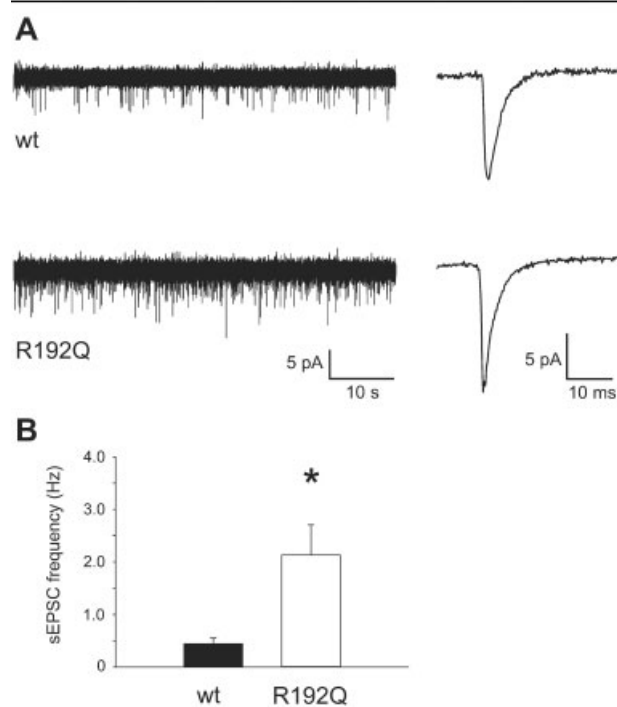 A
wt
R192Q
5 pA
10 s
5 pA
10 ms
B
sEPSC frequency (Hz)
4.0
3.0
2.0
1.0
0
*
wt
R192Q